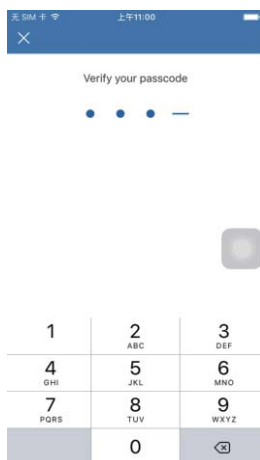 无 SIM 卡 上午11:00
Verify your passcode
1 2 3
ABC DEF
4 5 6
GHI JKL MNO
7 8 9
PQRS TUV WXYZ
0